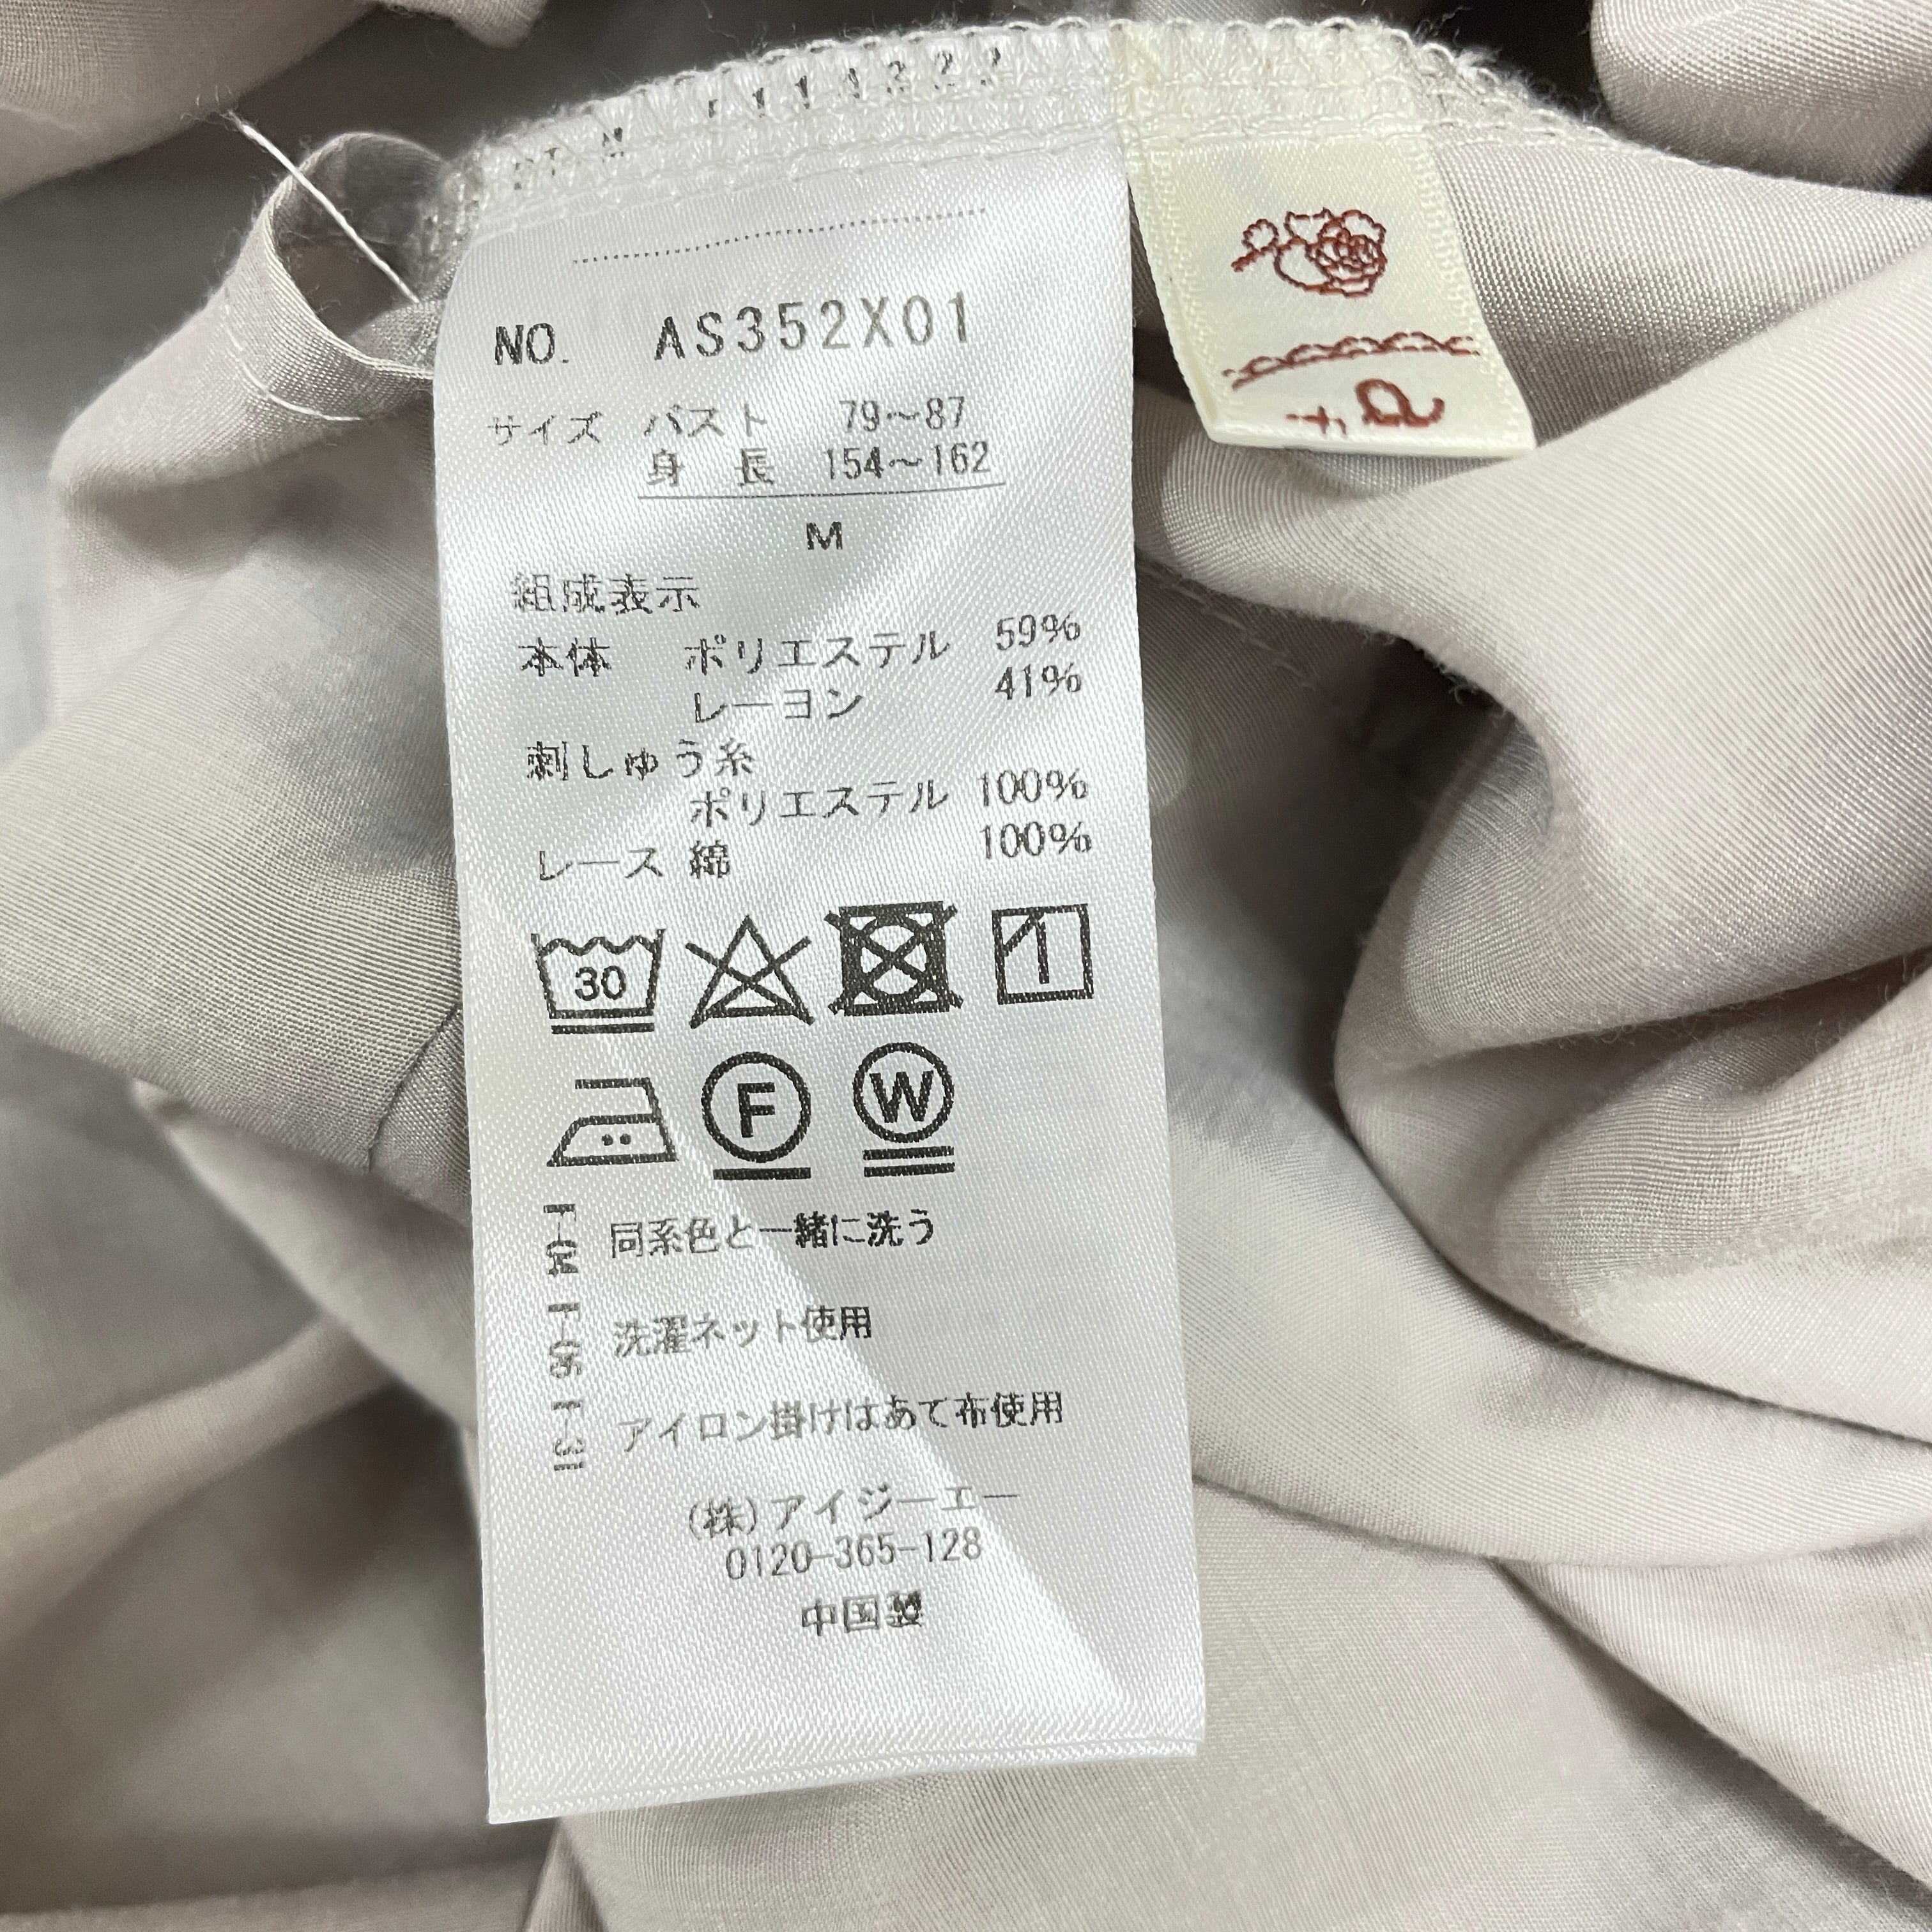 NO. AS352X01
サイズ バスト 79～87
身 長 154～162
M
組成表示
本体 ポリエステル 59%
レーヨン 41%
刺しゅう糸
ポリエステル 100%
レース 綿 100%
30
F W
同系色と一緒に洗う
洗濯ネット使用
アイロン掛けはあて布使用
(株)アイジーエー
0120-365-128
中国製